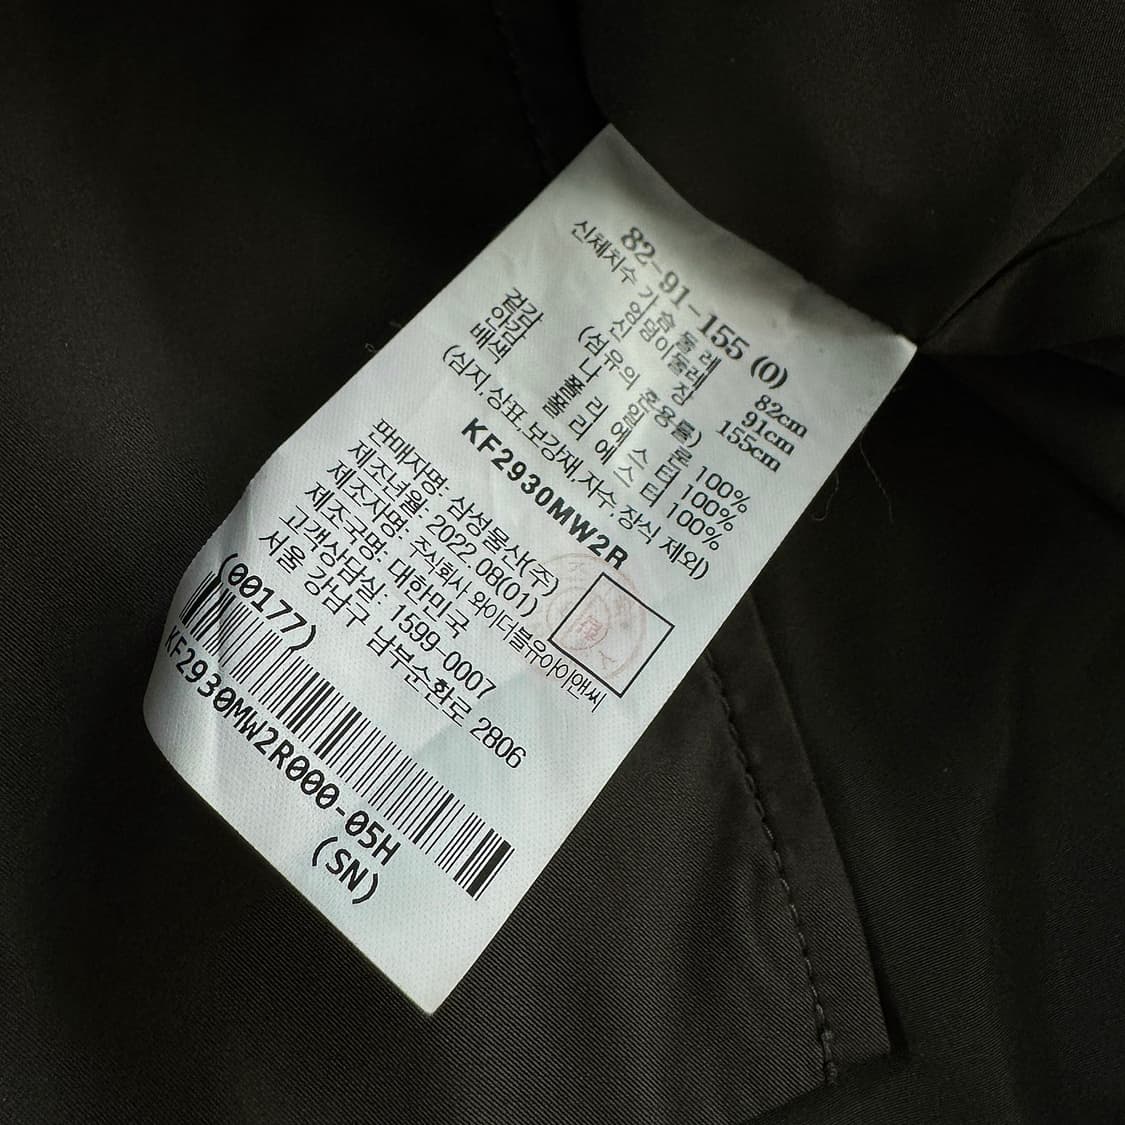 82-91-155 (0)
신체치수 가슴둘레 82cm
엉덩이둘레 91cm
신 장 155cm
(섬유의 혼용률)
겉감 나 일 론 100%
안감 폴 리 에 스 터 100%
배색 폴 리 에 스 터 100%
(심지,상표,보강재,자수,장식 제외)
KF2930MW2R
판매자명: 삼성물산(주)
제조년월: 2022 08(01)
제조자명: 주식회사 와이더블유아이앤씨
제조국명: 대한민국
고객상담실: 1599-0007
서울 강남구 남부순환로 2806
(00177)
KF2930MW2R000-05H
(SN)